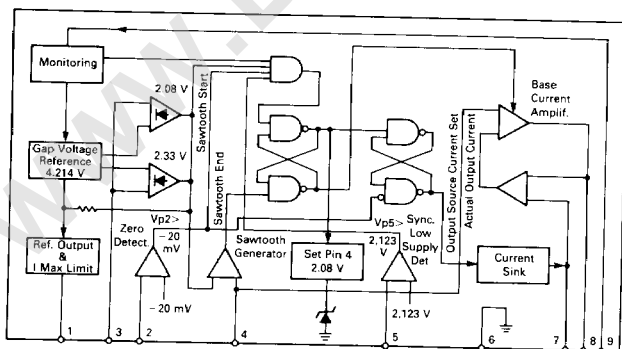 Monitoring
2.08 V
Gap Voltage
Reference
4.214 V
2.33 V
Sawtooth Start
Sawtooth End
Ref. Output
&
I Max Limit
Zero
Detect.
Vp2>
-20
mV
-20 mV
Sawtooth
Generator
Set Pin 4
2.08 V
Vp5>
2,123
V
Sync.
Low
Supply
Det
2,123 V
Output Source Current Set
Actual Output Current
Base
Current
Amplif.
Current
Sink
1
3
2
4
5
6
7
8
9